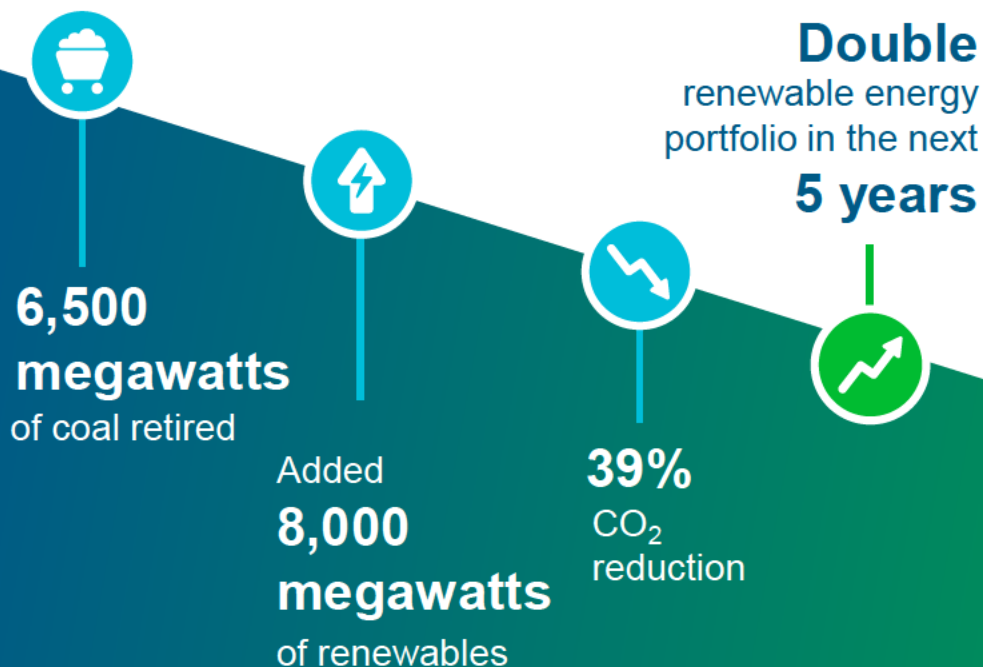 6,500
megawatts
of coal retired
Added
8,000
megawatts
of renewables
39%
CO₂
reduction
Double
renewable energy
portfolio in the next
5 years